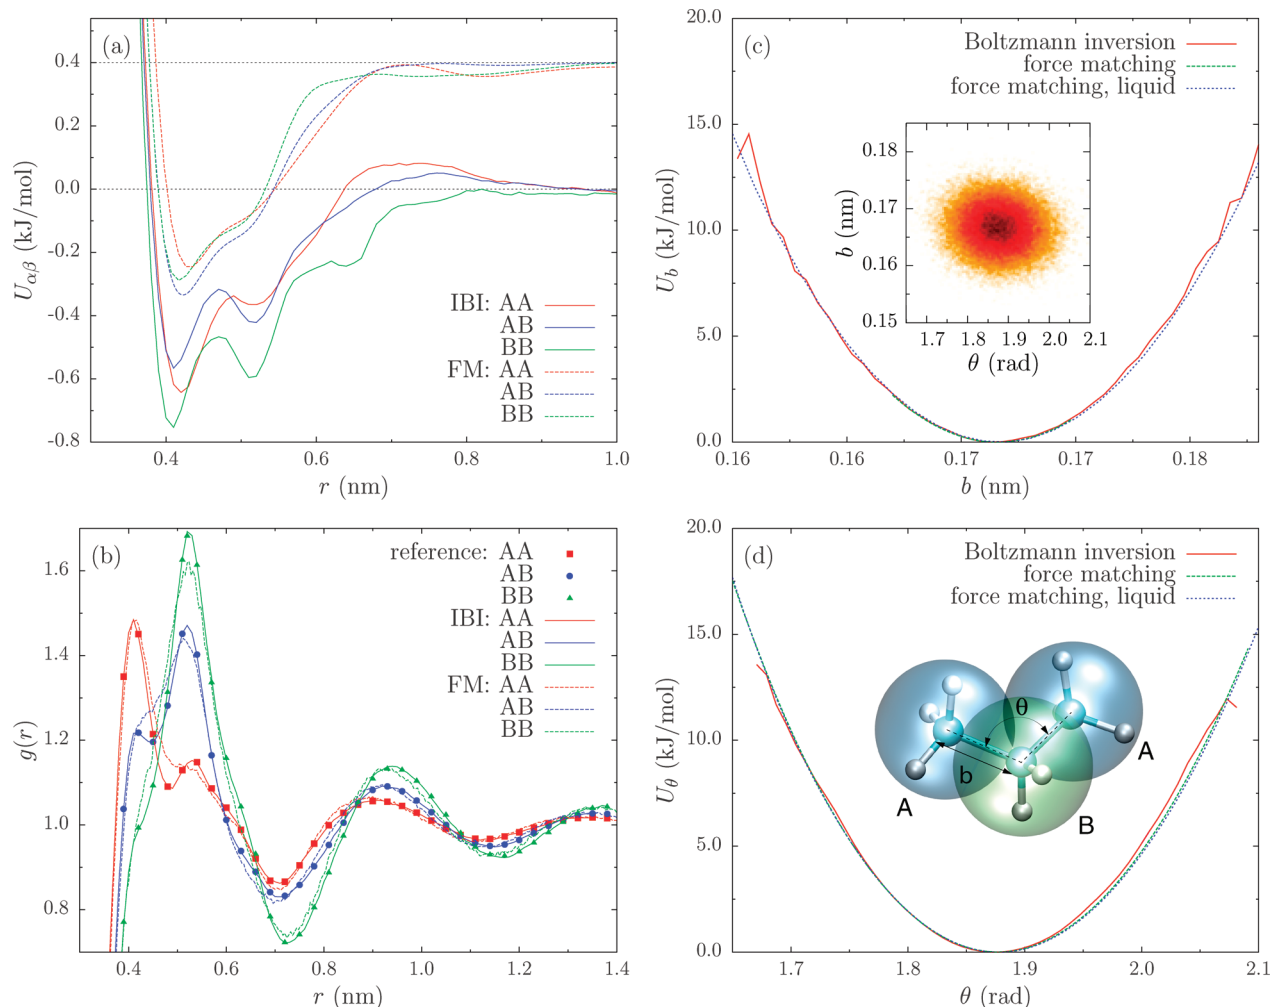 (a)
0.4
0.2
0.0
-0.2
-0.4
-0.6
-0.8
U_{αβ} (kJ/mol)
IBI: AA
AB
BB
FM: AA
AB
BB
0.4 0.6 0.8 1.0
r (nm)
(c)
20.0
15.0
10.0
5.0
0.0
U_b (kJ/mol)
Boltzmann inversion
force matching
force matching, liquid
0.18
0.17
0.16
0.15
b (nm)
1.7 1.8 1.9 2.0 2.1
θ (rad)
0.16 0.16 0.17 0.17 0.18
b (nm)
(b)
1.6
1.4
1.2
1.0
0.8
g(r)
reference: AA
AB
BB
IBI: AA
AB
BB
FM: AA
AB
BB
0.4 0.6 0.8 1.0 1.2 1.4
r (nm)
(d)
20.0
15.0
10.0
5.0
0.0
U_θ (kJ/mol)
Boltzmann inversion
force matching
force matching, liquid
θ
b
A
A
B
1.7 1.8 1.9 2.0 2.1
θ (rad)